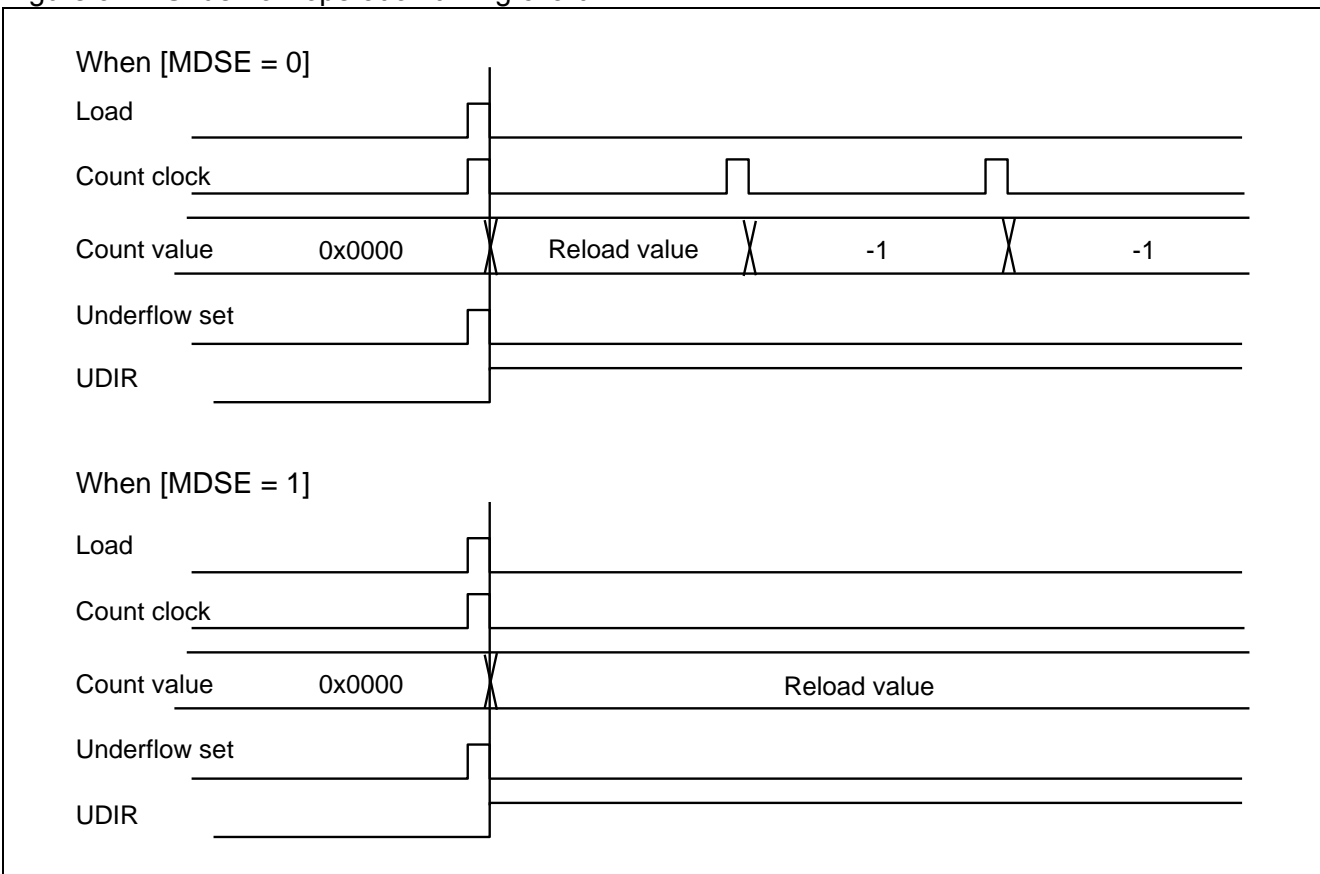 When [MDSE = 0]
Load
Count clock
Count value 0x0000 Reload value -1 -1
Underflow set
UDIR
When [MDSE = 1]
Load
Count clock
Count value 0x0000 Reload value
Underflow set
UDIR